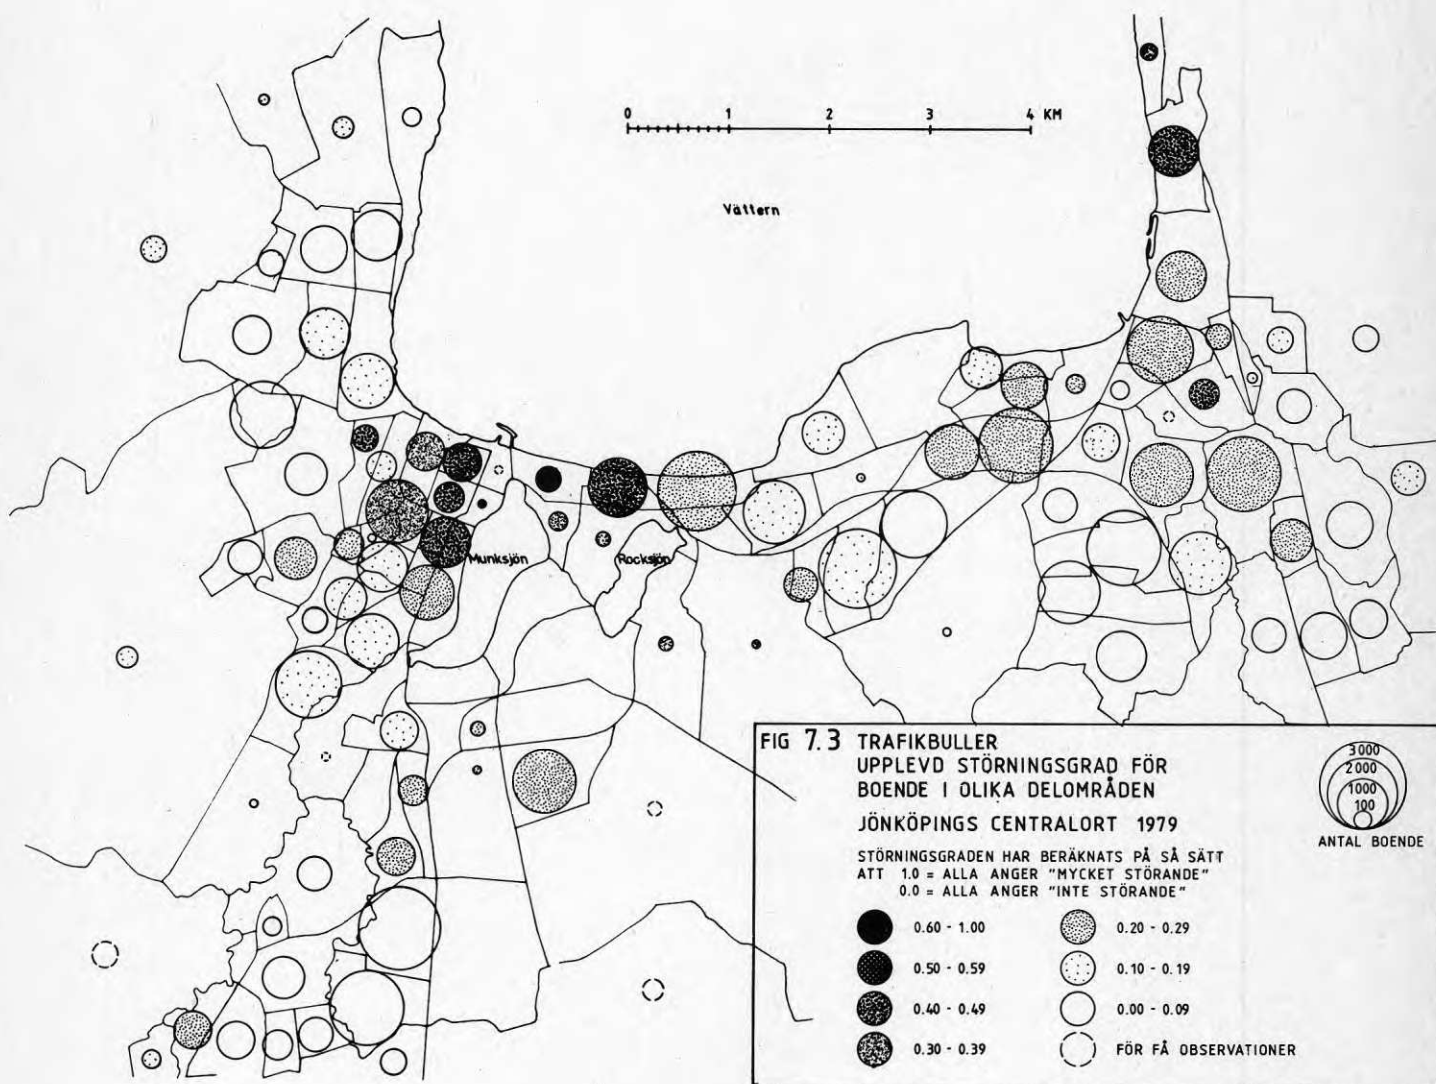 0 1 2 3 4 KM
Vättern
Munksjön
Rocksjön
FIG 7.3 TRAFIKBULLER
UPPLEVD STÖRNINGSGRAD FÖR
BOENDE I OLIKA DELOMRÅDEN
JÖNKÖPINGS CENTRALORT 1979
STÖRNINGSGRADEN HAR BERÄKNATS PÅ SÅ SÄTT
ATT 1.0 = ALLA ANGER "MYCKET STÖRANDE"
0.0 = ALLA ANGER "INTE STÖRANDE"
3000
2000
1000
100
ANTAL BOENDE
0.60 - 1.00
0.50 - 0.59
0.40 - 0.49
0.30 - 0.39
0.20 - 0.29
0.10 - 0.19
0.00 - 0.09
FÖR FÅ OBSERVATIONER